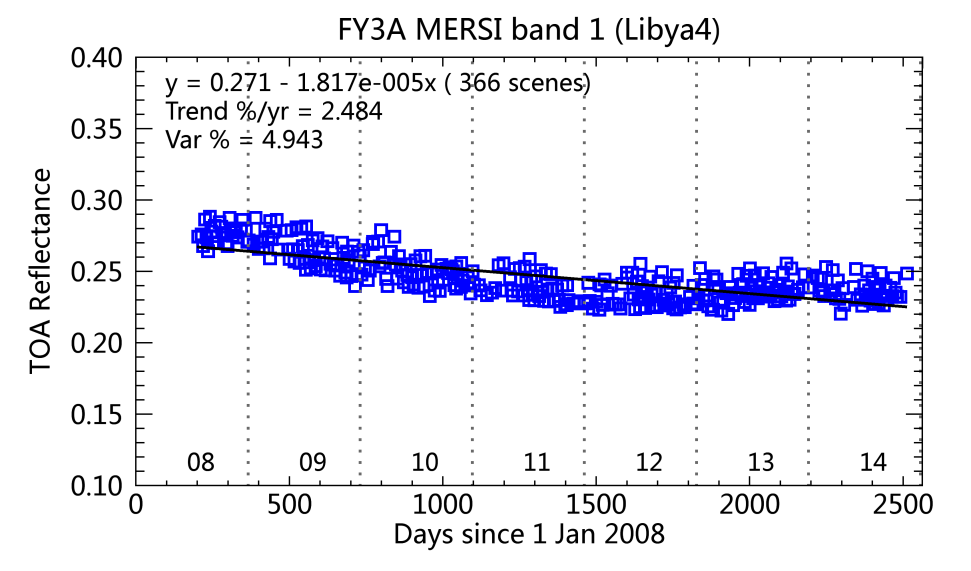 FY3A MERSI band 1 (Libya4)
y = 0.271 - 1.817e-005x ( 366 scenes)
Trend %/yr = 2.484
Var % = 4.943
TOA Reflectance
0.40
0.35
0.30
0.25
0.20
0.15
0.10
08 09 10 11 12 13 14
0 500 1000 1500 2000 2500
Days since 1 Jan 2008